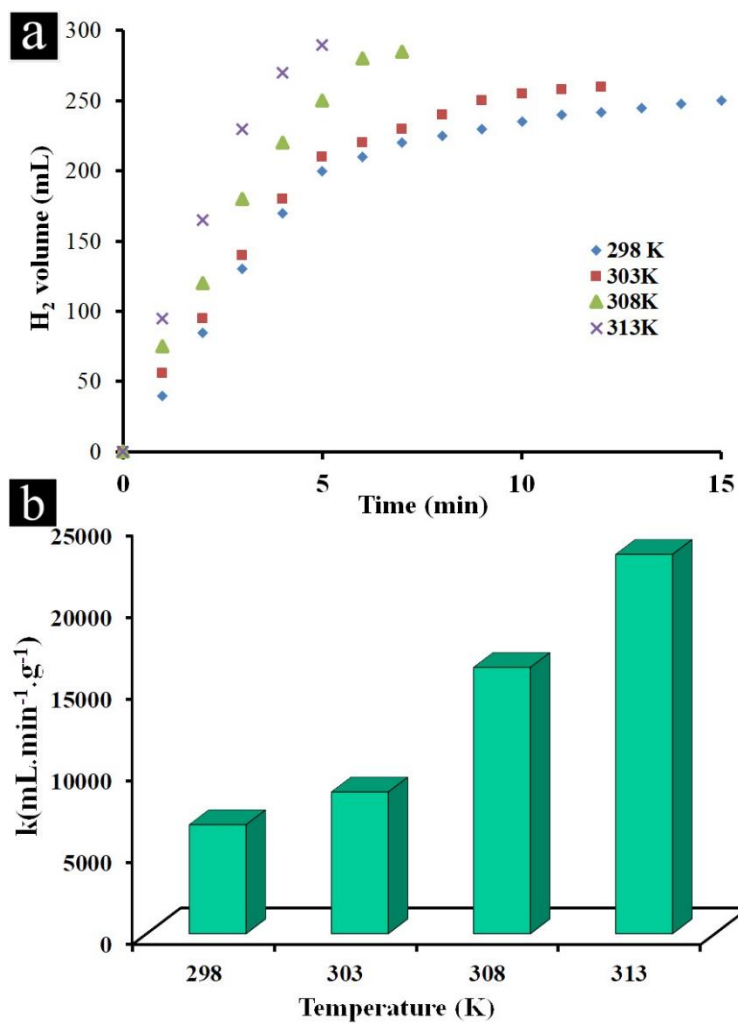 a
300
250
200
150
100
50
0
H₂ volume (mL)
298 K
303K
308K
313K
0 5 10 15
Time (min)
b
25000
20000
15000
10000
5000
0
k(mL.min⁻¹·g⁻¹)
298 303 308 313
Temperature (K)